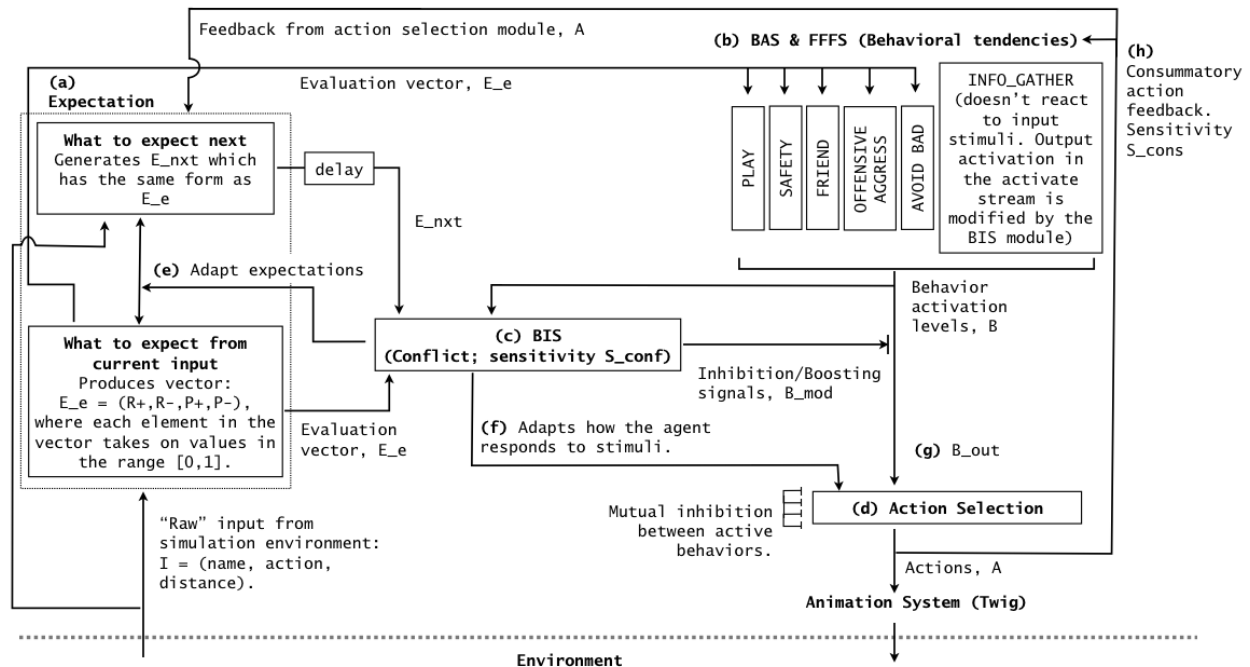 Feedback from action selection module, A
(b) BAS & FFFS (Behavioral tendencies)
(h)
Consummatory
action
feedback.
Sensitivity
S_cons
(a)
Expectation
Evaluation vector, E_e
What to expect next
Generates E_nxt which
has the same form as
E_e
delay
E_nxt
PLAY
SAFETY
FRIEND
OFFENSIVE
AGGRESS
AVOID BAD
INFO_GATHER
(doesn't react
to input
stimuli. Output
activation in
the activate
stream is
modified by the
BIS module)
(e) Adapt expectations
Behavior
activation
levels, B
What to expect from
current input
Produces vector:
E_e = (R+,R-,P+,P-),
where each element in the
vector takes on values in
the range [0,1].
(c) BIS
(Conflict; sensitivity S_conf)
Inhibition/Boosting
signals, B_mod
Evaluation
vector, E_e
(f) Adapts how the agent
responds to stimuli.
(g) B_out
"Raw" input from
simulation environment:
I = (name, action,
distance).
Mutual inhibition
between active
behaviors.
(d) Action Selection
Actions, A
Animation System (Twig)
Environment